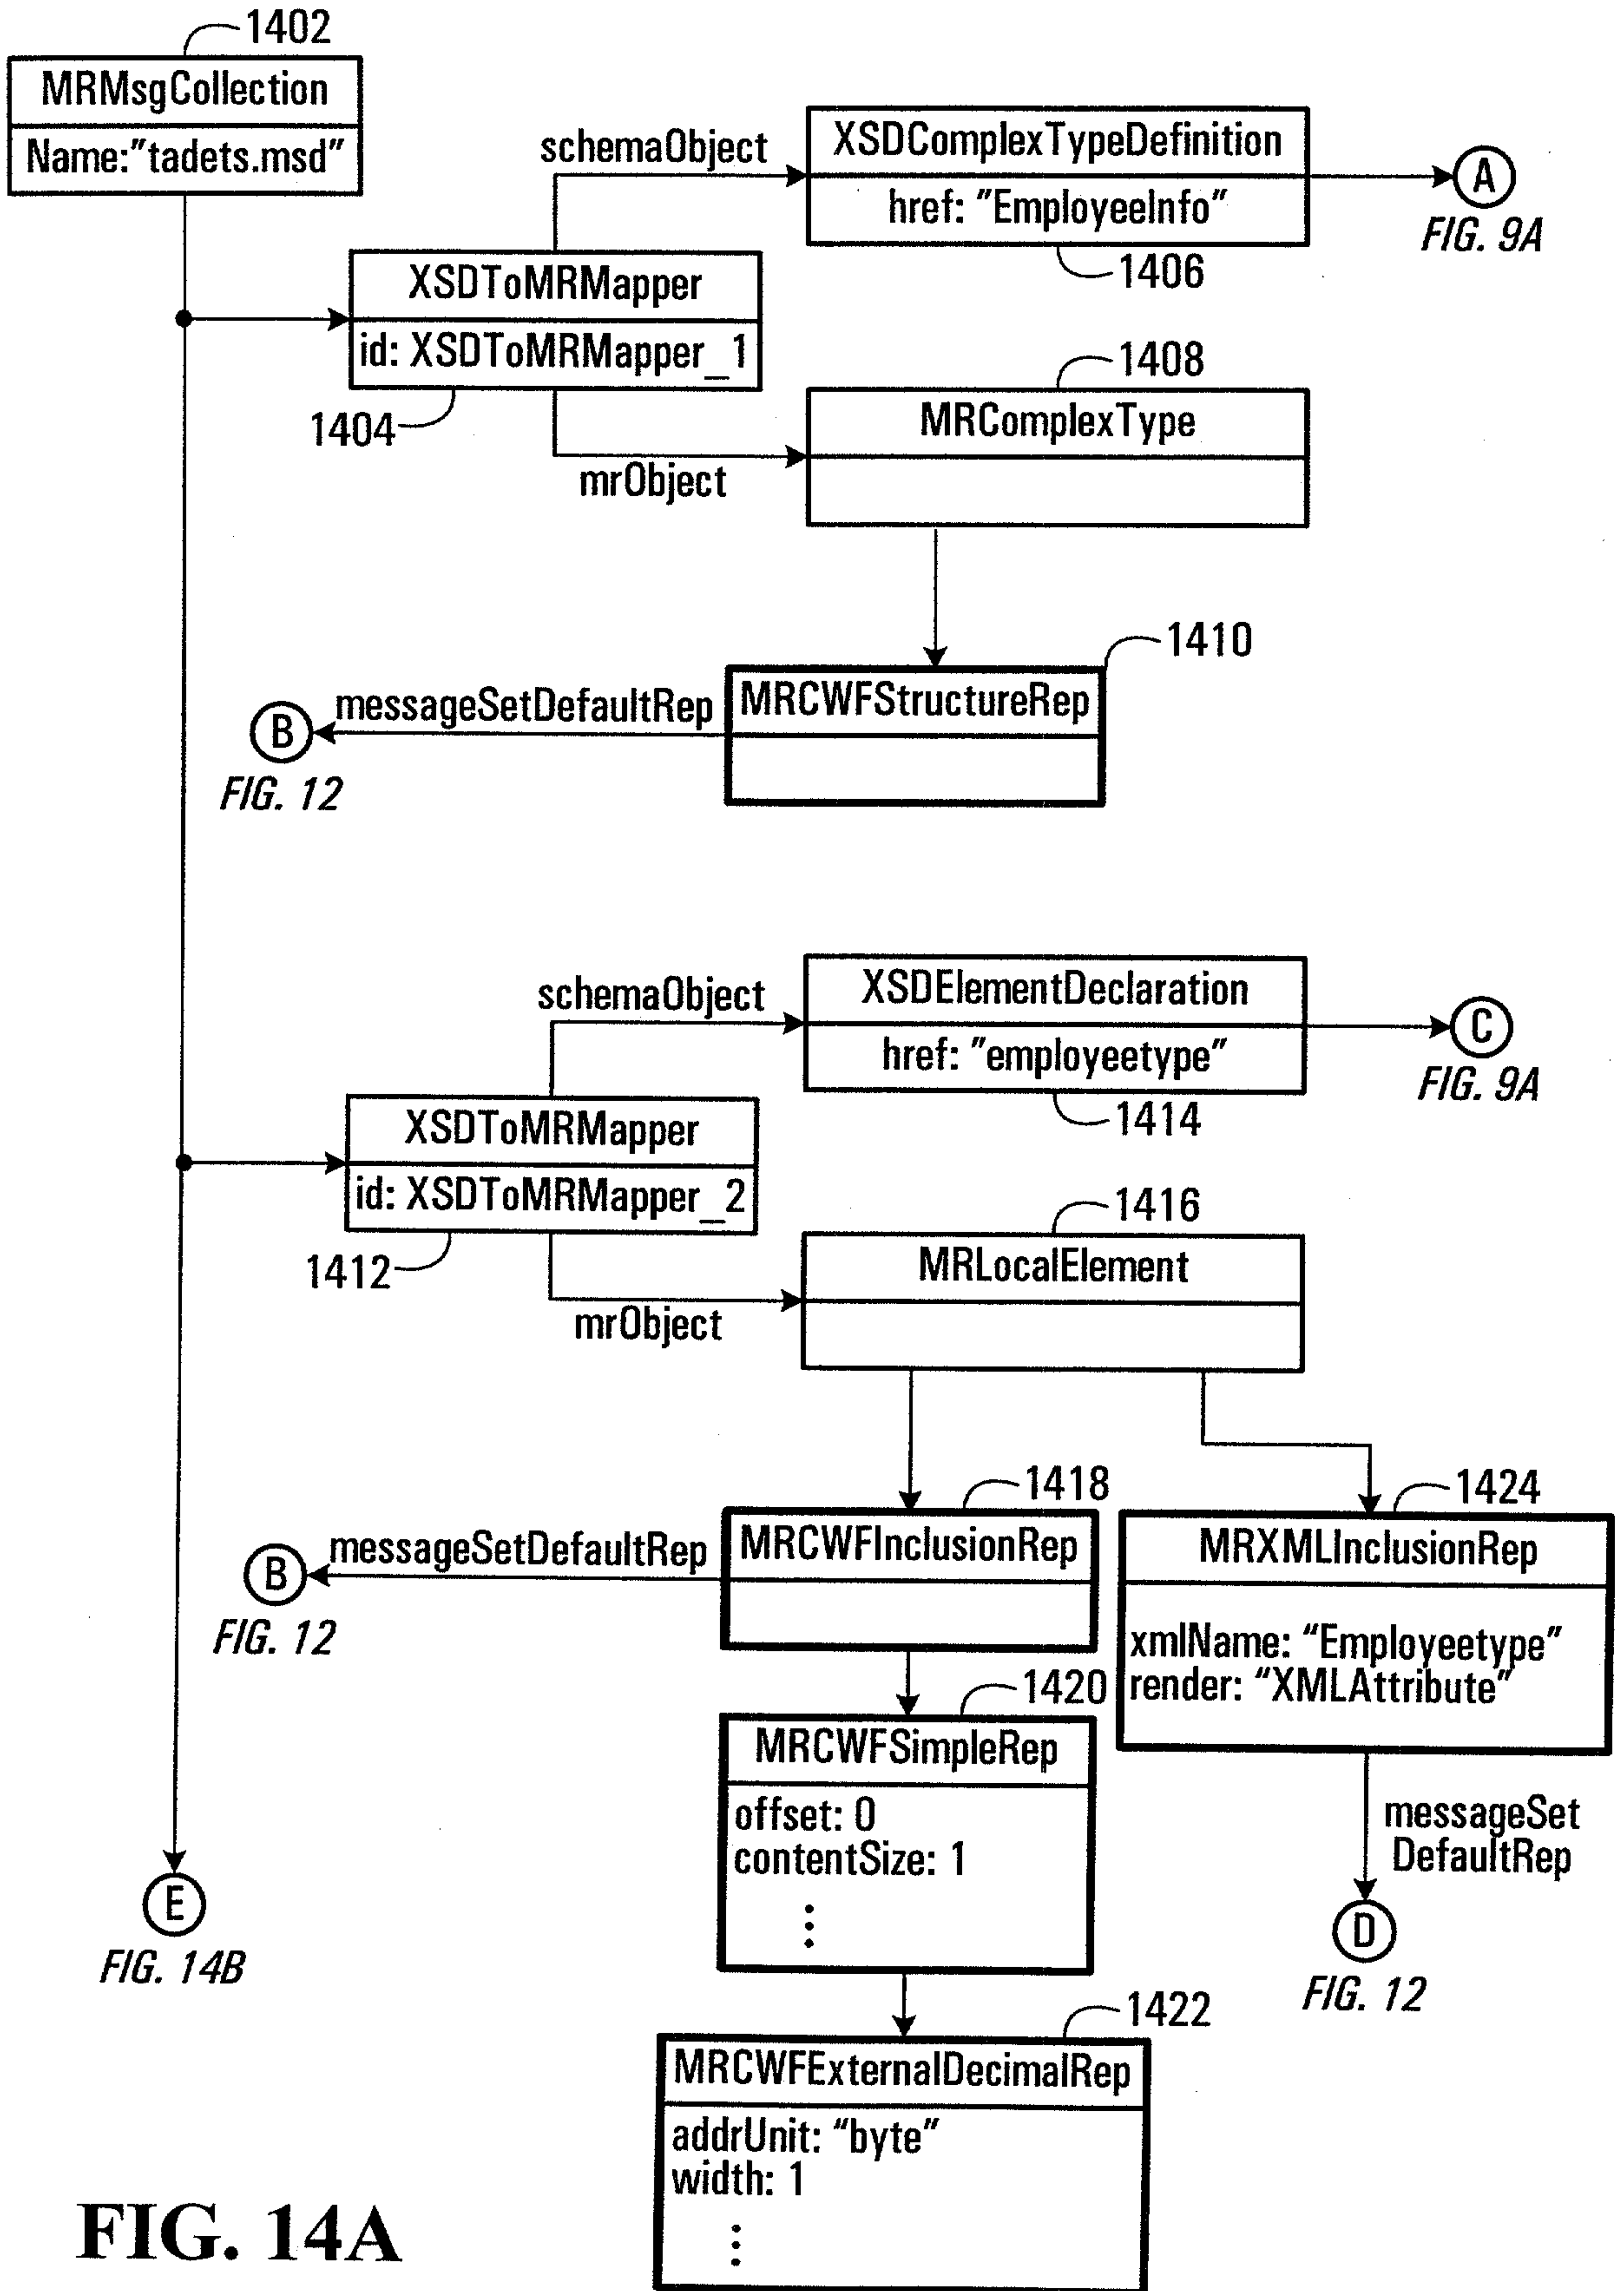 1402
MRMsgCollection
Name:"tadets.msd"
schemaObject
XSDComplexTypeDefinition
href: "EmployeeInfo"
A
FIG. 9A
1406
XSDToMRMapper
id: XSDToMRMapper_1
1404
1408
MRComplexType
mrObject
1410
MRCWFStructureRep
messageSetDefaultRep
B
FIG. 12
schemaObject
XSDElementDeclaration
href: "employeetype"
C
FIG. 9A
1414
XSDToMRMapper
id: XSDToMRMapper_2
1412
1416
MRLocalElement
mrObject
1418
MRCWFInclusionRep
messageSetDefaultRep
B
FIG. 12
1424
MRXMLInclusionRep
xmlName: "Employeetype"
render: "XMLAttribute"
1420
MRCWFSimpleRep
offset: 0
contentSize: 1
messageSet
DefaultRep
E
FIG. 14B
D
FIG. 12
1422
MRCWFExternalDecimalRep
addrUnit: "byte"
width: 1
FIG. 14A